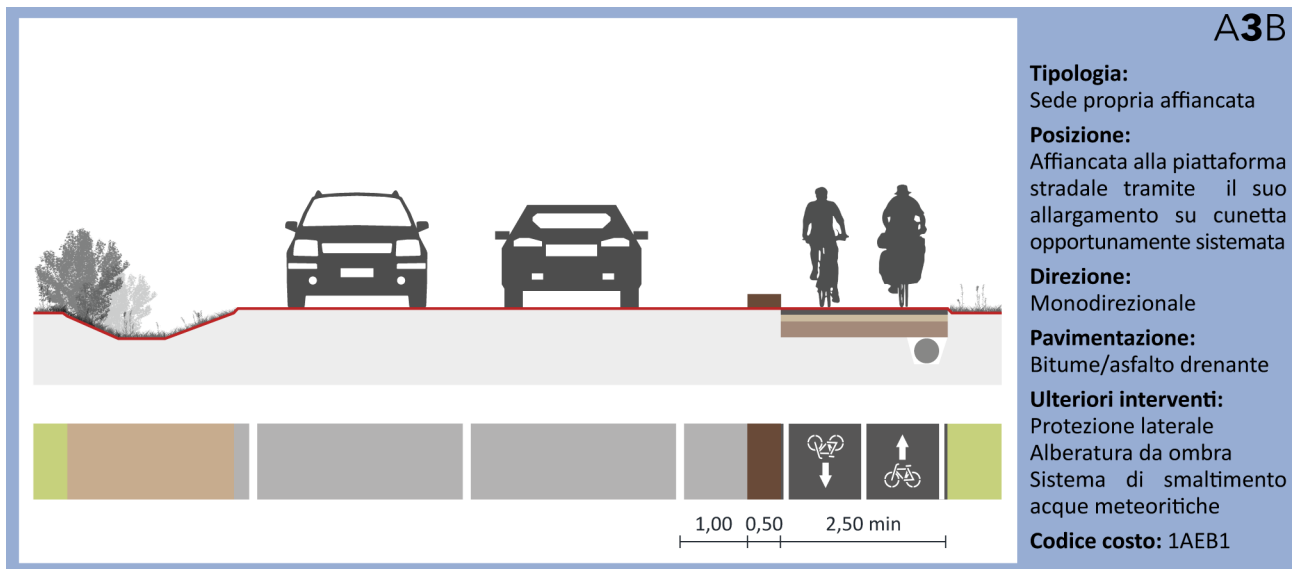 A3B
Tipologia:
Sede propria affiancata
Posizione:
Affiancata alla piattaforma
stradale tramite il suo
allargamento su cunetta
opportunamente sistemata
Direzione:
Monodirezionale
Pavimentazione:
Bitume/asfalto drenante
Ulteriori interventi:
Protezione laterale
Alberatura da ombra
Sistema di smaltimento
acque meteoritiche
Codice costo: 1AEB1
1,00 0,50 2,50 min